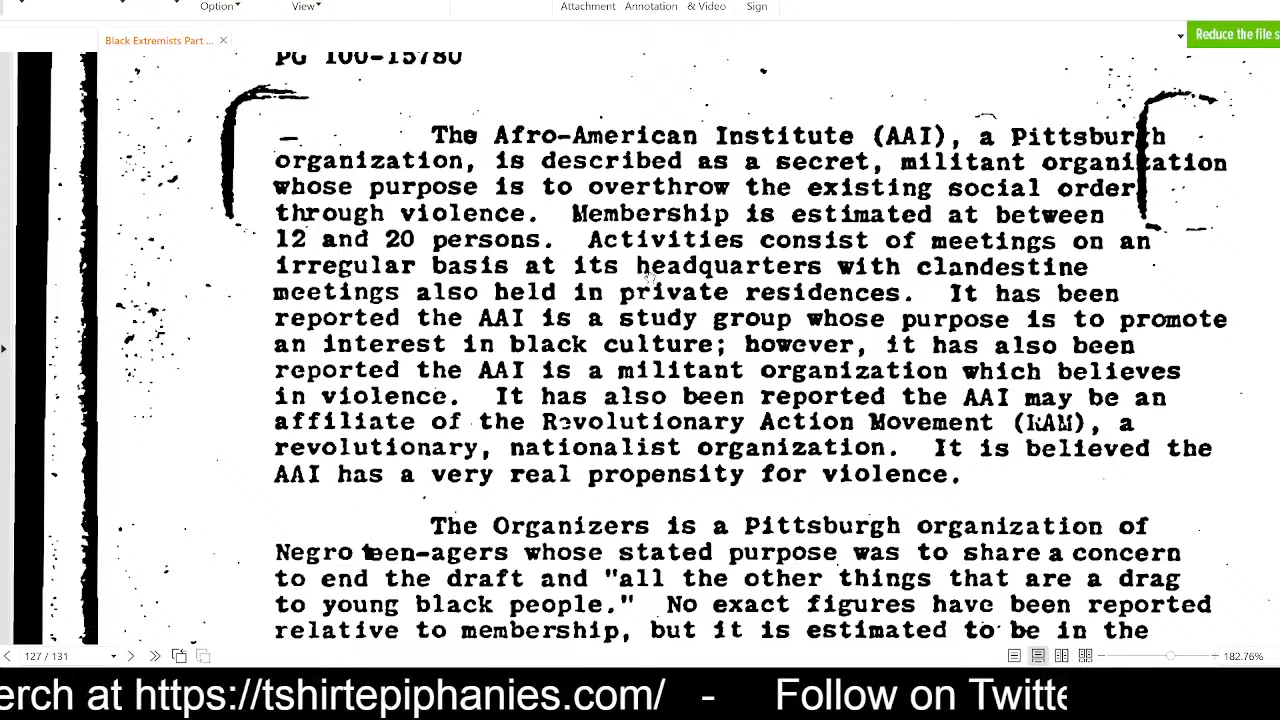 Option View Attachment Annotation & Video Sign
Black Extremists Part ...
Reduce the file s
PG 100-15780
The Afro-American Institute (AAI), a Pittsburgh
organization, is described as a secret, militant organization
whose purpose is to overthrow the existing social order
through violence. Membership is estimated at between
12 and 20 persons. Activities consist of meetings on an
irregular basis at its headquarters with clandestine
meetings also held in private residences. It has been
reported the AAI is a study group whose purpose is to promote
an interest in black culture; however, it has also been
reported the AAI is a militant organization which believes
in violence. It has also been reported the AAI may be an
affiliate of the Revolutionary Action Movement (RAM), a
revolutionary, nationalist organization. It is believed the
AAI has a very real propensity for violence.
The Organizers is a Pittsburgh organization of
Negro teen-agers whose stated purpose was to share a concern
to end the draft and "all the other things that are a drag
to young black people." No exact figures have been reported
relative to membership, but it is estimated to be in the
127 / 131
182.76%
erch at https://tshirtepiphanies.com/ - Follow on Twitte